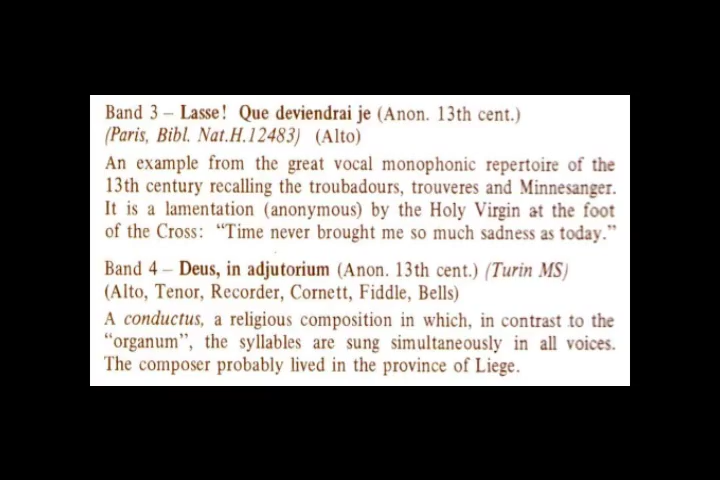 Band 3 – Lasse! Que deviendrai je (Anon. 13th cent.)
(Paris, Bibl. Nat.H.12483) (Alto)
An example from the great vocal monophonic repertoire of the
13th century recalling the troubadours, trouveres and Minnesanger.
It is a lamentation (anonymous) by the Holy Virgin at the foot
of the Cross: “Time never brought me so much sadness as today.”
Band 4 – Deus, in adjutorium (Anon. 13th cent.) (Turin MS)
(Alto, Tenor, Recorder, Cornett, Fiddle, Bells)
A conductus, a religious composition in which, in contrast to the
“organum”, the syllables are sung simultaneously in all voices.
The composer probably lived in the province of Liege.